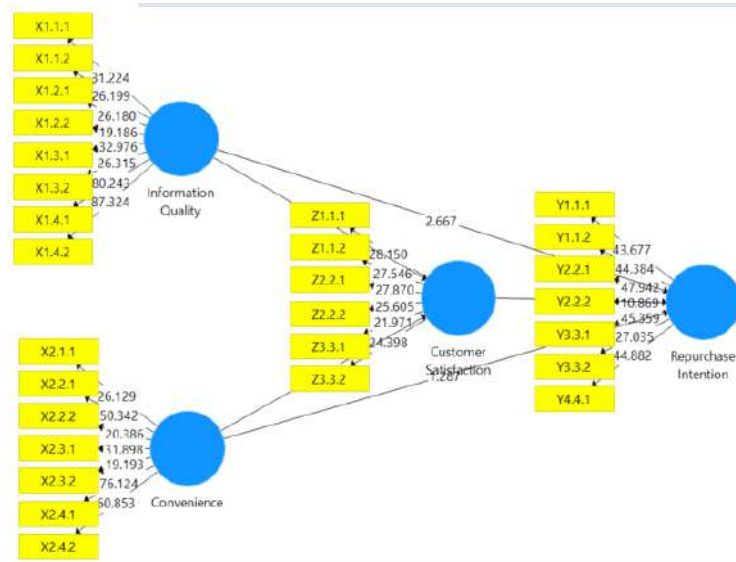 X1.1.1
X1.1.2
X1.2.1
X1.2.2
X1.3.1
X1.3.2
X1.4.1
X1.4.2
31.224
26.199
26.180
19.186
32.976
26.315
80.243
87.324
Information
Quality
2.667
Z1.1.1
Z1.1.2
Z2.2.1
Z2.2.2
Z3.3.1
Z3.3.2
28.150
27.546
27.870
25.605
21.971
24.398
Customer
Satisfaction
Y1.1.1
Y1.1.2
Y2.2.1
Y2.2.2
Y3.3.1
Y3.3.2
Y4.4.1
43.677
44.384
47.942
10.869
45.359
27.035
44.882
Repurchase
Intention
1.287
X2.1.1
X2.2.1
X2.2.2
X2.3.1
X2.3.2
X2.4.1
X2.4.2
26.129
50.342
20.386
31.898
19.193
76.124
60.853
Convenience